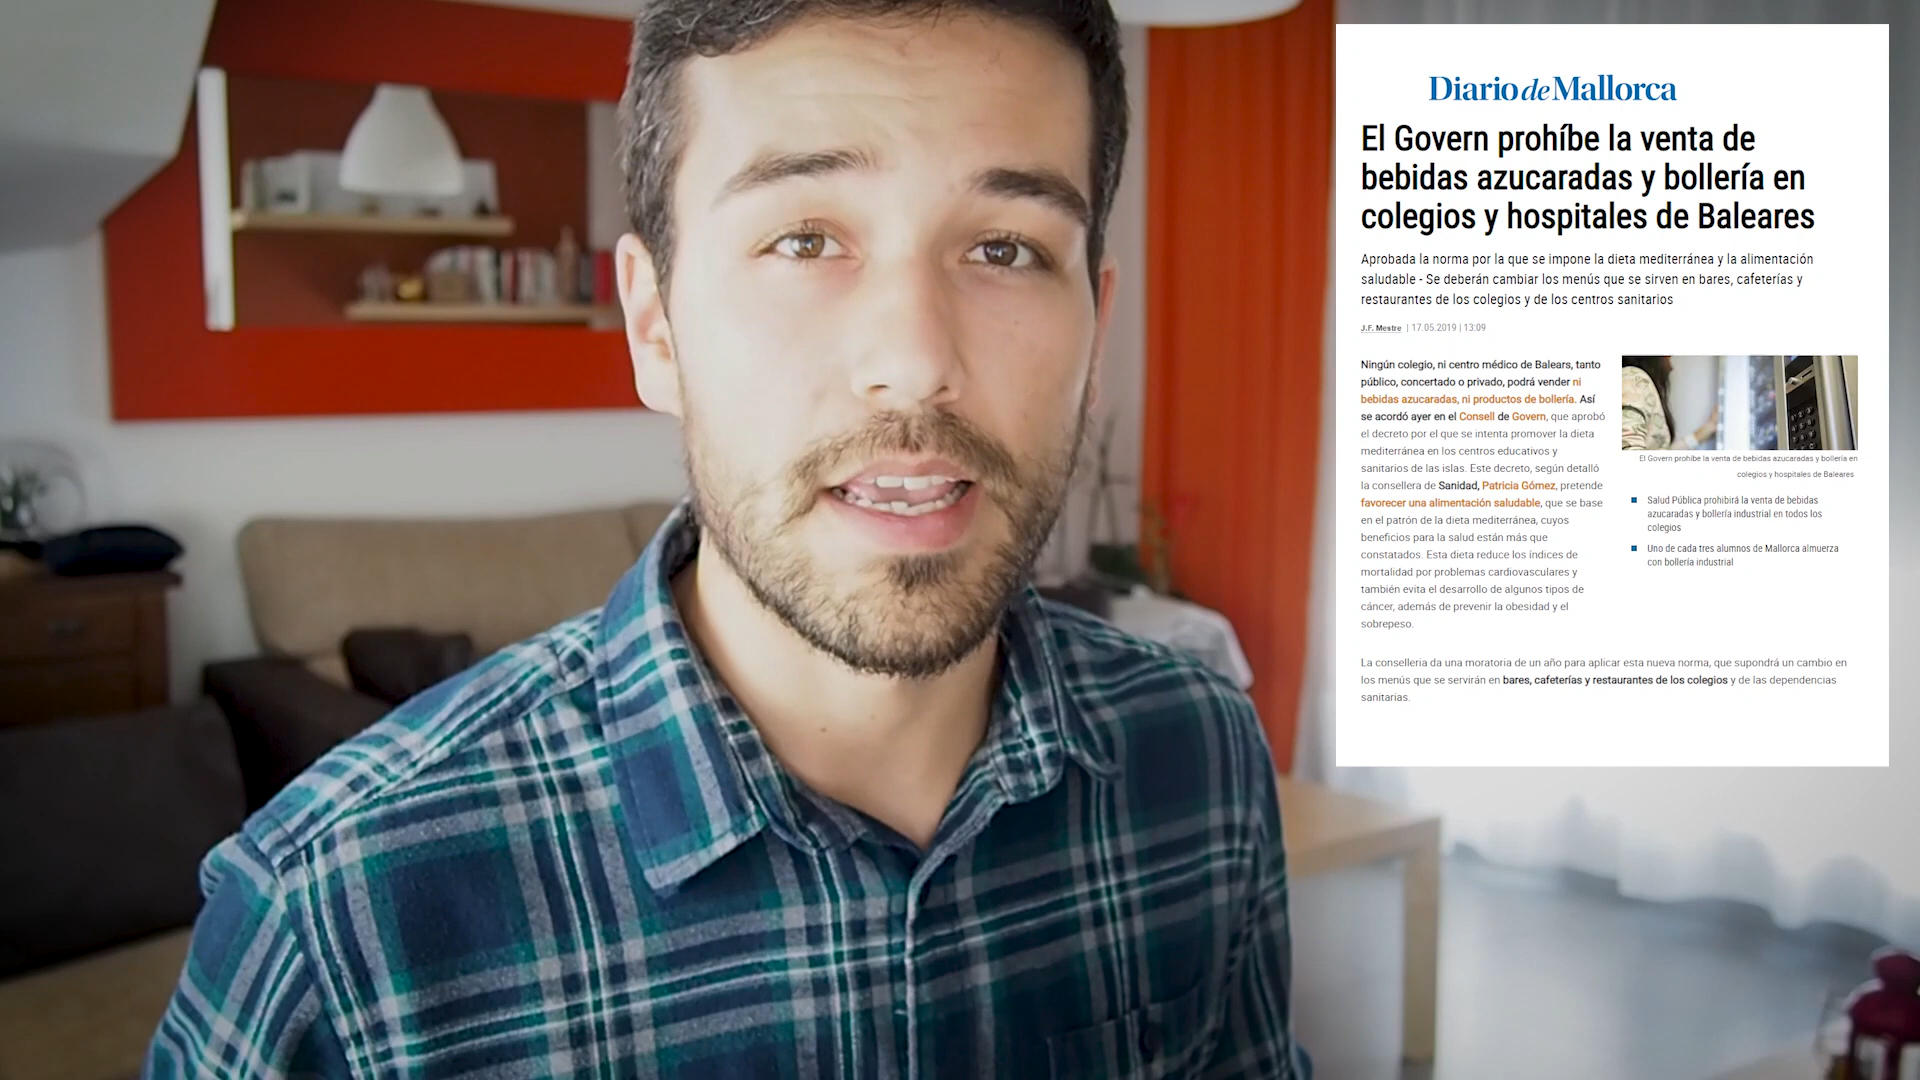 Diario de Mallorca
El Govern prohíbe la venta de
bebidas azucaradas y bollería en
colegios y hospitales de Baleares
Aprobada la norma por la que se impone la dieta mediterránea y la alimentación
saludable - Se deberán cambiar los menús que se sirven en bares, cafeterías y
restaurantes de los colegios y de los centros sanitarios
J.F. Mestre | 17.05.2019 | 13:09
Ningún colegio, ni centro médico de Balears, tanto
público, concertado o privado, podrá vender ni
bebidas azucaradas, ni productos de bollería. Así
se acordó ayer en el Consell de Govern, que aprobó
el decreto por el que se intenta promover la dieta
mediterránea en los centros educativos y
sanitarios de las islas. Este decreto, según detalló
la consellera de Sanidad, Patricia Gómez, pretende
favorecer una alimentación saludable, que se base
en el patrón de la dieta mediterránea, cuyos
beneficios para la salud están más que
constatados. Esta dieta reduce los índices de
mortalidad por problemas cardiovasculares y
también evita el desarrollo de algunos tipos de
cáncer, además de prevenir la obesidad y el
sobrepeso.
El Govern prohíbe la venta de bebidas azucaradas y bollería en
colegios y hospitales de Baleares
Salud Pública prohibirá la venta de bebidas
azucaradas y bollería industrial en todos los
colegios
Uno de cada tres alumnos de Mallorca almuerza
con bollería industrial
La conselleria da una moratoria de un año para aplicar esta nueva norma, que supondrá un cambio en
los menús que se servirán en bares, cafeterías y restaurantes de los colegios y de las dependencias
sanitarias.